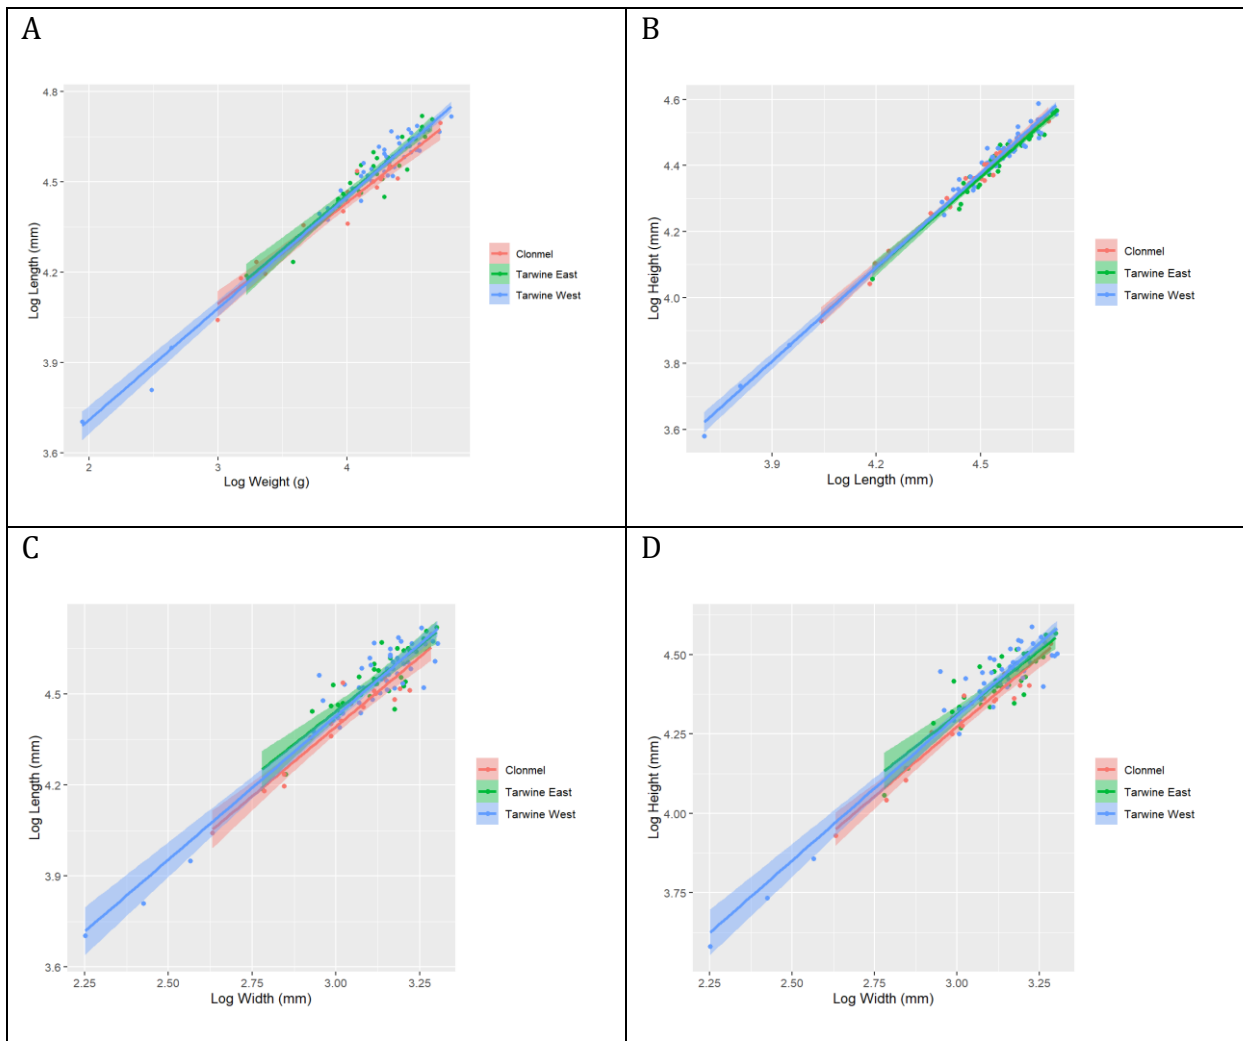 A
4.8
4.5
4.2
3.9
3.6
Log Length (mm)
2
3
4
Log Weight (g)
Clonmel
Tarwine East
Tarwine West
B
4.6
4.4
4.2
4.0
3.8
3.6
Log Height (mm)
3.9
4.2
4.5
Log Length (mm)
Clonmel
Tarwine East
Tarwine West
C
4.5
4.2
3.9
3.6
Log Length (mm)
2.25
2.50
2.75
3.00
3.25
Log Width (mm)
Clonmel
Tarwine East
Tarwine West
D
4.50
4.25
4.00
3.75
Log Height (mm)
2.25
2.50
2.75
3.00
3.25
Log Width (mm)
Clonmel
Tarwine East
Tarwine West